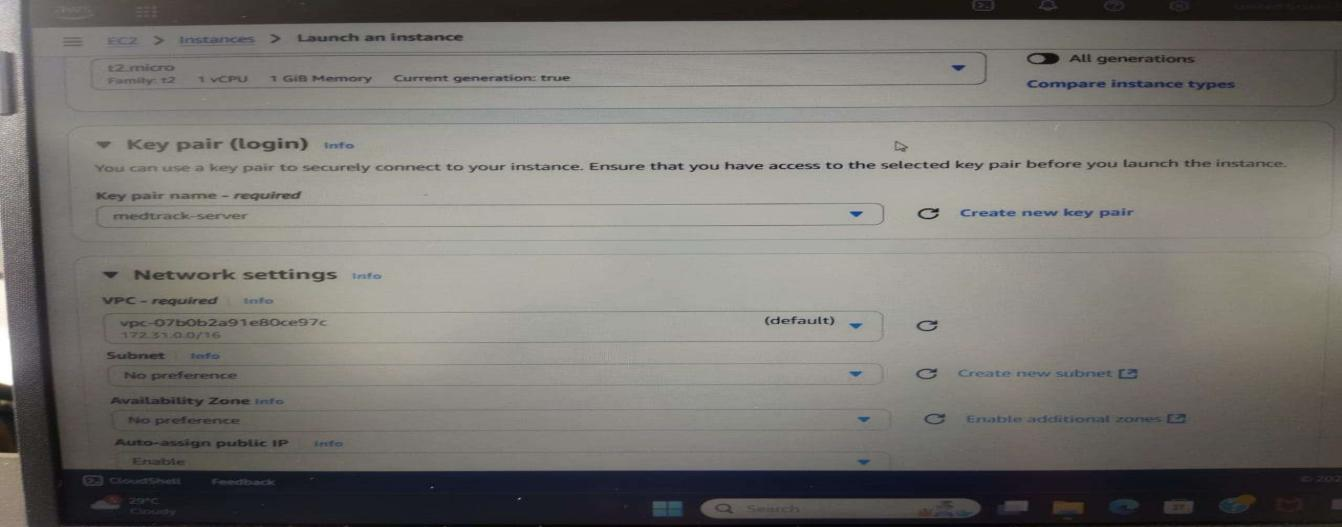 aws
EC2 > Instances > Launch an instance
t2.micro
Family: t2 1 vCPU 1 GiB Memory Current generation: true
All generations
Compare instance types
Key pair (login) Info
You can use a key pair to securely connect to your instance. Ensure that you have access to the selected key pair before you launch the instance.
Key pair name - required
medtrack-server
Create new key pair
Network settings Info
VPC - required Info
vpc-07b0b2a91e80ce97c
(default)
172.31.0.0/16
Subnet Info
No preference
Create new subnet
Availability Zone Info
No preference
Enable additional zones
Auto-assign public IP Info
Enable
CloudShell Feedback
29°C
Cloudy
Search